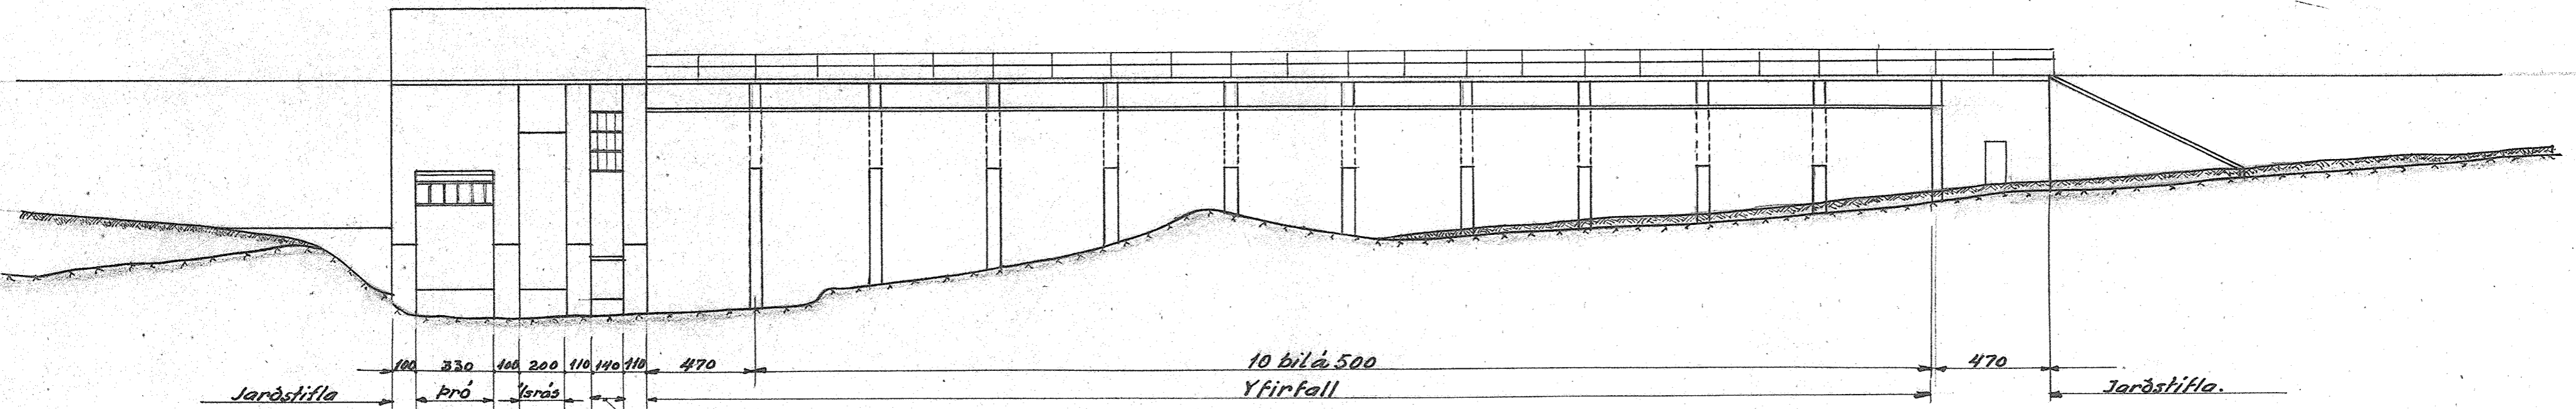 100 330 100 200 110 140 110 470 10 bil á 500 470
Jarðstífla Þró Ísrás Yfirfall Jarðstífla.